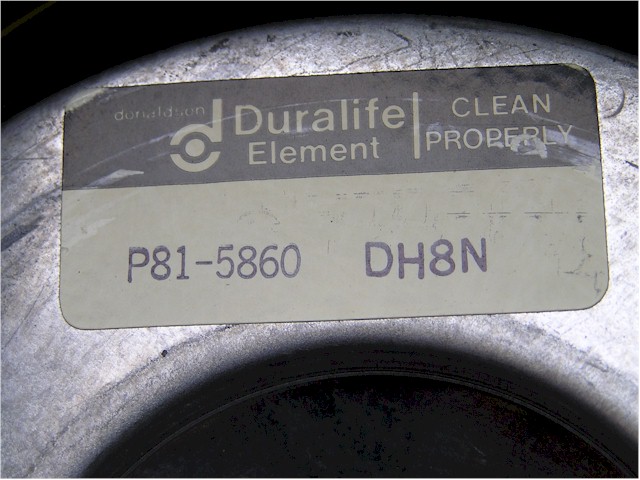 donaldson
Duralife
Element
CLEAN
PROPERLY
P81-5860 DH8N